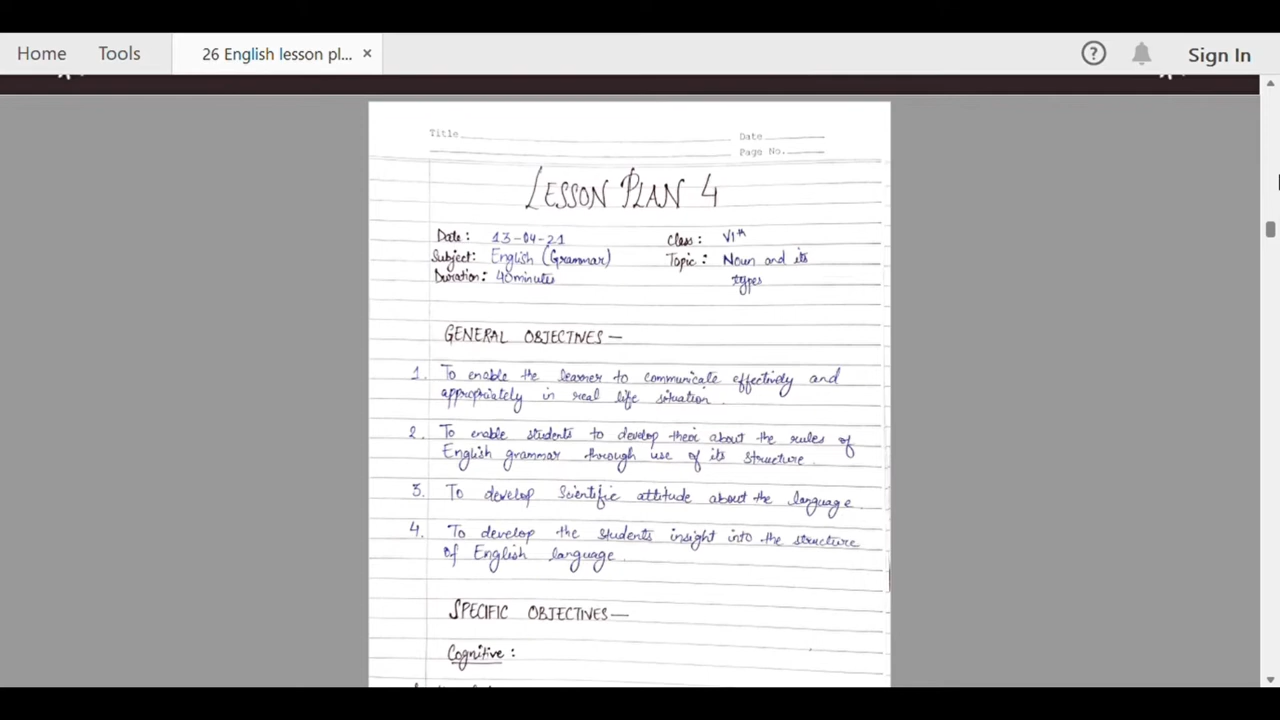 Home Tools 26 English lesson pl... × ? Sign In
Title Date
Page No.
LESSON PLAN 4
Date: 13-04-21 Class: VIth
Subject: English (Grammar) Topic: Noun and its
Duration: 40minutes types
GENERAL OBJECTIVES —
1. To enable the learner to communicate effectively and
appropriately in real life situation.
2. To enable students to develop their about the rules of
English grammar through use of its structure.
3. To develop Scientific attitude about the language.
4. To develop the students insight into the structure
of English language.
SPECIFIC OBJECTIVES —
Cognitive :